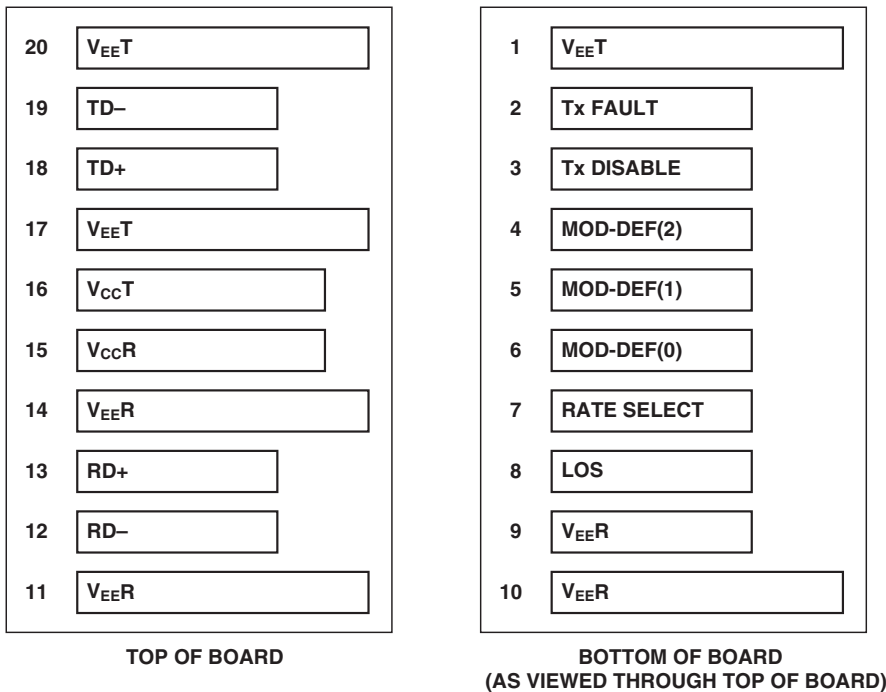 20 VEET
19 TD–
18 TD+
17 VEET
16 VCCT
15 VCCR
14 VEER
13 RD+
12 RD–
11 VEER
TOP OF BOARD
1 VEET
2 Tx FAULT
3 Tx DISABLE
4 MOD-DEF(2)
5 MOD-DEF(1)
6 MOD-DEF(0)
7 RATE SELECT
8 LOS
9 VEER
10 VEER
BOTTOM OF BOARD
(AS VIEWED THROUGH TOP OF BOARD)